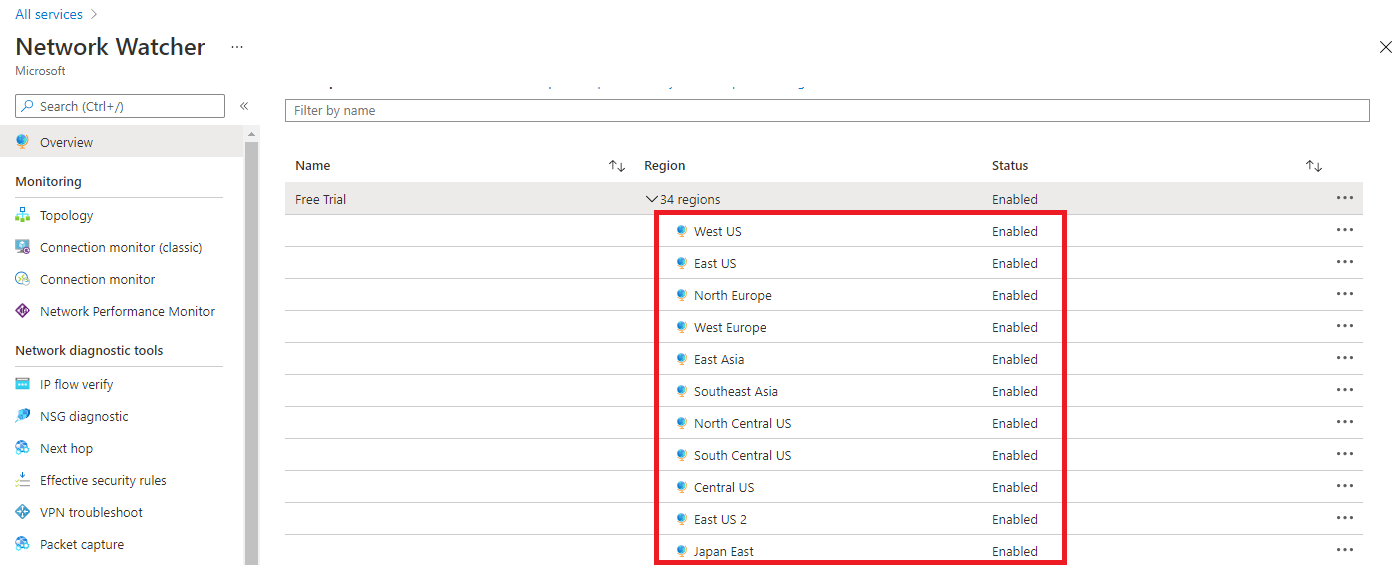 All services
Network Watcher
Microsoft
Search (Ctrl+/)
Overview
Monitoring
Topology
Connection monitor (classic)
Connection monitor
Network Performance Monitor
Network diagnostic tools
IP flow verify
NSG diagnostic
Next hop
Effective security rules
VPN troubleshoot
Packet capture
Filter by name
Name Region Status
Free Trial 34 regions Enabled
West US Enabled
East US Enabled
North Europe Enabled
West Europe Enabled
East Asia Enabled
Southeast Asia Enabled
North Central US Enabled
South Central US Enabled
Central US Enabled
East US 2 Enabled
Japan East Enabled